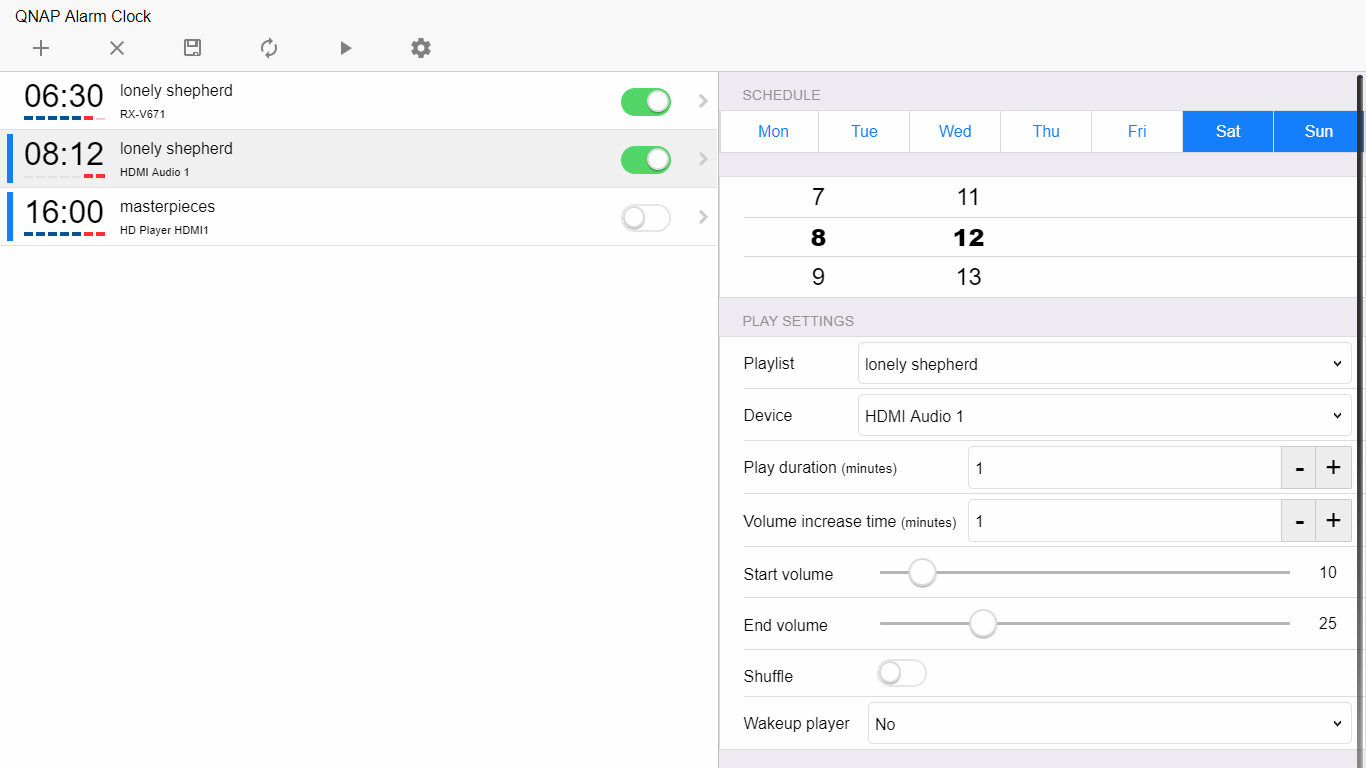 QNAP Alarm Clock
06:30
lonely shepherd
RX-V671
08:12
lonely shepherd
HDMI Audio 1
16:00
masterpieces
HD Player HDMI1
SCHEDULE
Mon Tue Wed Thu Fri Sat Sun
7 11
8 12
9 13
PLAY SETTINGS
Playlist lonely shepherd
Device HDMI Audio 1
Play duration (minutes) 1 - +
Volume increase time (minutes) 1 - +
Start volume 10
End volume 25
Shuffle
Wakeup player No